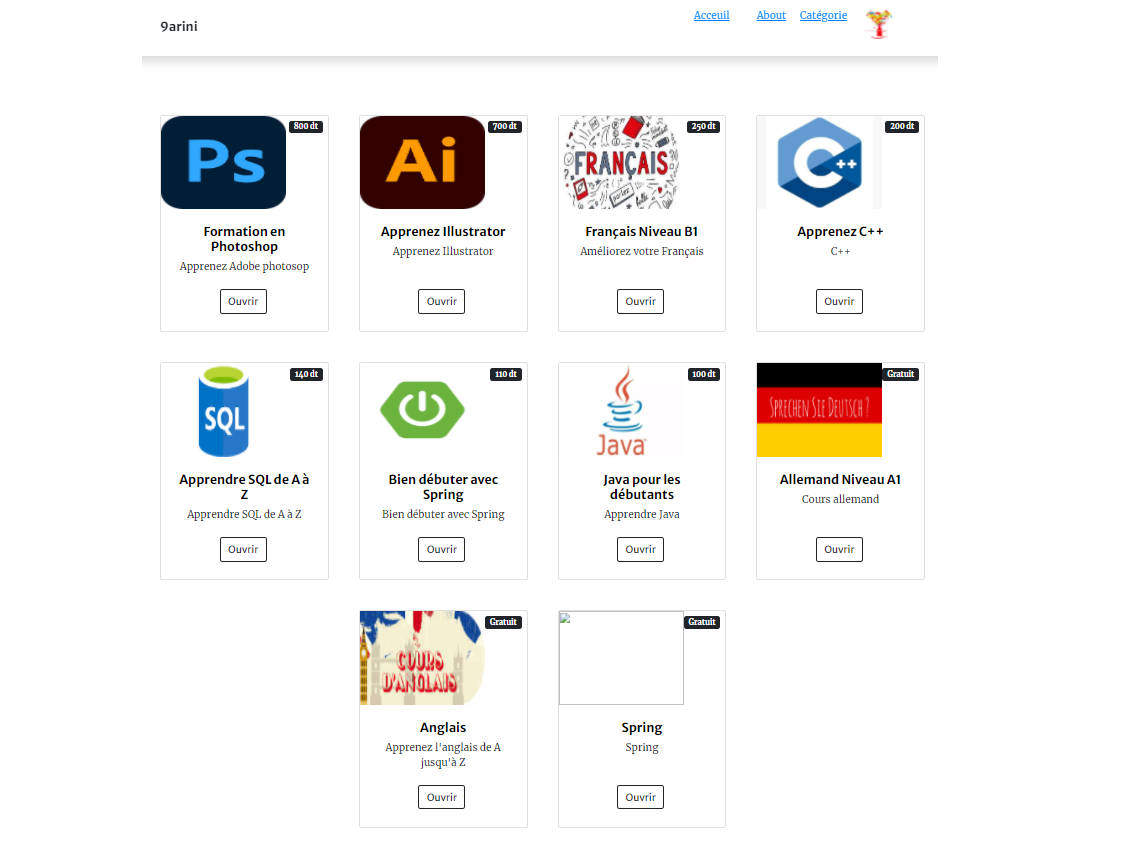 9arini
Acceuil About Catégorie
Ps
800 dt
Formation en
Photoshop
Apprenez Adobe photosop
Ouvrir
Ai
700 dt
Apprenez Illustrator
Apprenez Illustrator
Ouvrir
FRANÇAIS
250 dt
Français Niveau B1
Améliorez votre Français
Ouvrir
C++
200 dt
Apprenez C++
C++
Ouvrir
SQL
140 dt
Apprendre SQL de A à
Z
Apprendre SQL de A à Z
Ouvrir
110 dt
Bien débuter avec
Spring
Bien débuter avec Spring
Ouvrir
Java
100 dt
Java pour les
débutants
Apprendre Java
Ouvrir
SPRECHEN SIE DEUTSCH ?
Gratuit
Allemand Niveau A1
Cours allemand
Ouvrir
COURS
D'ANGLAIS
Gratuit
Anglais
Apprenez l'anglais de A
jusqu'à Z
Ouvrir
Gratuit
Spring
Spring
Ouvrir